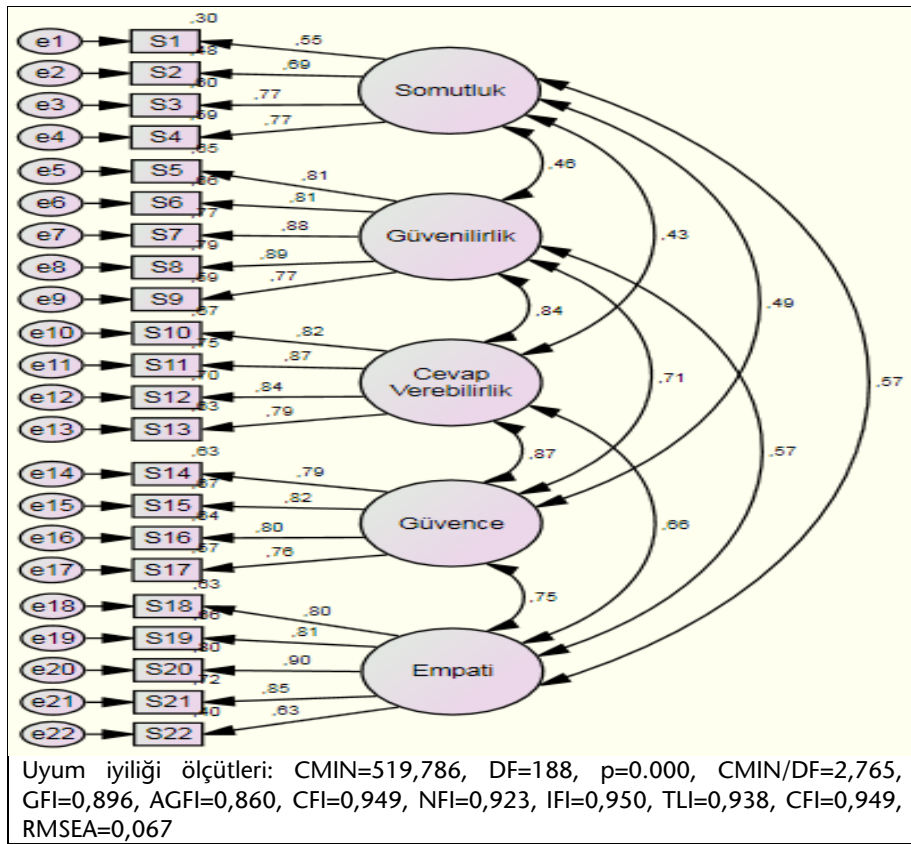 ,30
e1 S1 ,55
,48
e2 S2 ,69 Somutluk
,60
e3 S3 ,77
,59
e4 S4 ,77
,46
,65
e5 S5 ,81
,66
e6 S6 ,81
,77
e7 S7 ,88 Güvenilirlik ,43
,79
e8 S8 ,89
,59
e9 S9 ,77
,84 ,49
,67
e10 S10 ,82
,75
e11 S11 ,87 Cevap
Verebilirlik ,71 ,57
,70
e12 S12 ,84
,63
e13 S13 ,79
,87 ,57
,63
e14 S14 ,79
,67
e15 S15 ,82 Güvence ,66
,64
e16 S16 ,80
,57
e17 S17 ,76
,75
,63
e18 S18 ,80
,66
e19 S19 ,81
,80
e20 S20 ,90 Empati
,72
e21 S21 ,85
,40
e22 S22 ,63
Uyum iyiliği ölçütleri: CMIN=519,786, DF=188, p=0.000, CMIN/DF=2,765,
GFI=0,896, AGFI=0,860, CFI=0,949, NFI=0,923, IFI=0,950, TLI=0,938, CFI=0,949,
RMSEA=0,067